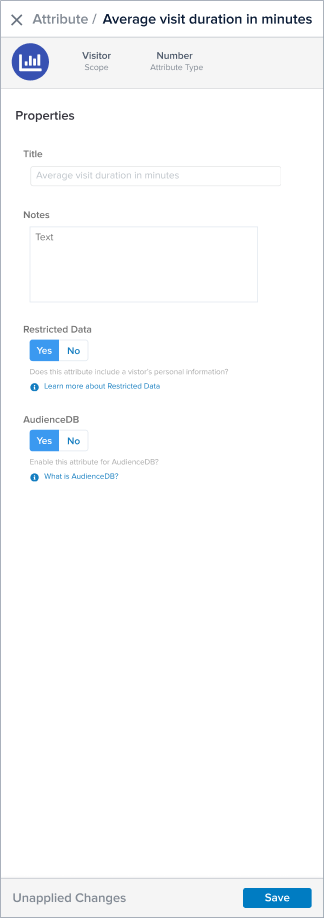 Attribute / Average visit duration in minutes
Visitor
Scope
Number
Attribute Type
Properties
Title
Average visit duration in minutes
Notes
Text
Restricted Data
Yes No
Does this attribute include a vistor's personal information?
Learn more about Restricted Data
AudienceDB
Yes No
Enable this attribute for AudienceDB?
What is AudienceDB?
Unapplied Changes
Save